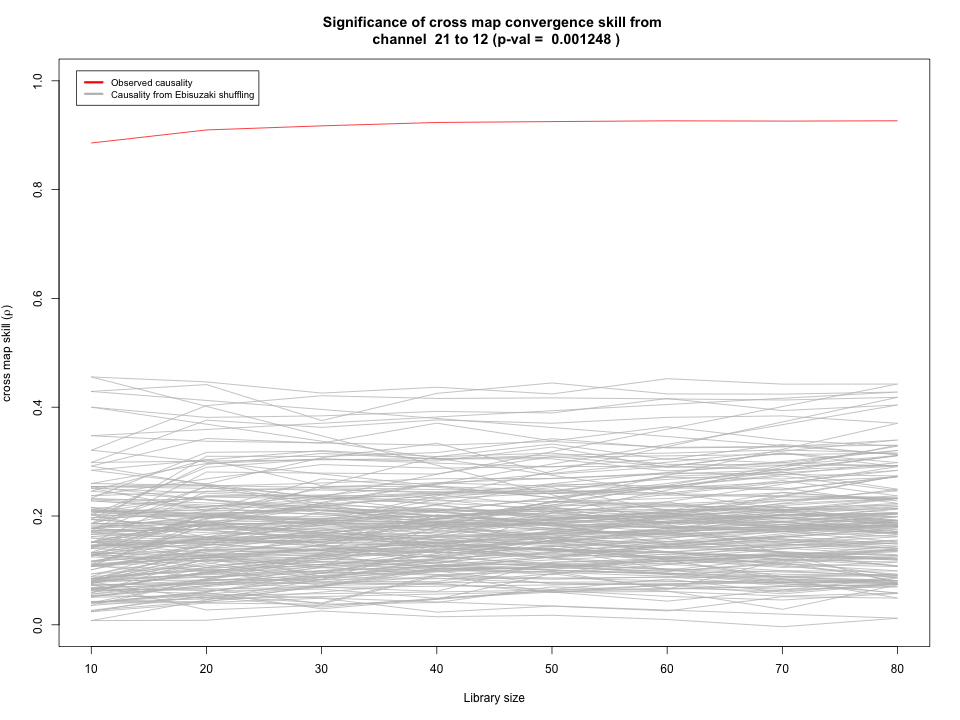 Significance of cross map convergence skill from
channel  21 to 12 (p-val =  0.001248 )
Observed causality
Causality from Ebisuzaki shuffling
cross map skill (ρ)
1.0
0.8
0.6
0.4
0.2
0.0
10 20 30 40 50 60 70 80
Library size